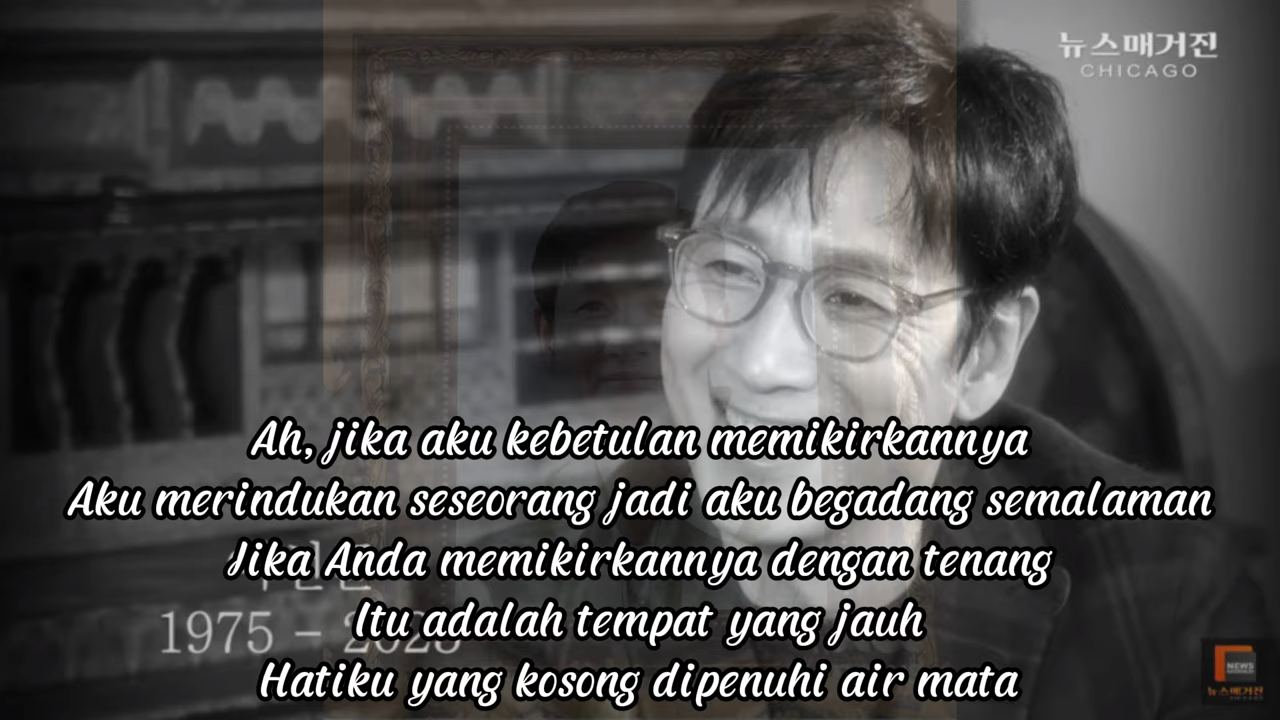 뉴스매거진
CHICAGO
Ah, jika aku kebetulan memikirkannya
Aku merindukan seseorang jadi aku begadang semalaman
Jika Anda memikirkannya dengan tenang
1975 - 2023
Itu adalah tempat yang jauh
Hatiku yang kosong dipenuhi air mata
NEWS
뉴스매거진